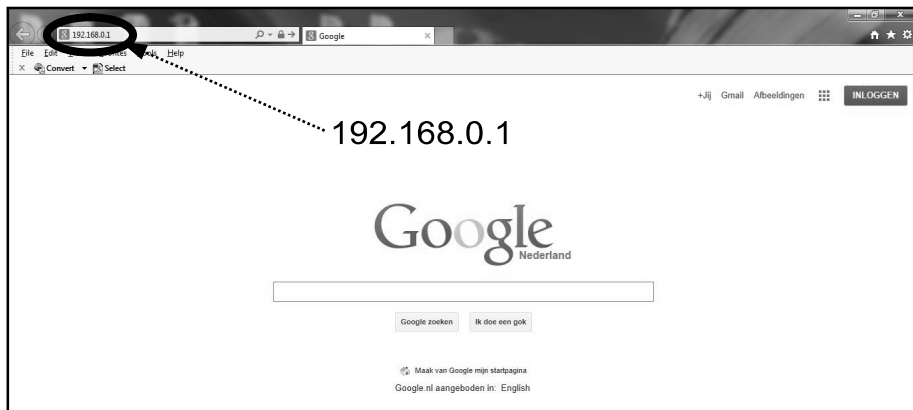 192.168.0.1
Google
File Edit Help
Convert Select
+Jij Gmail Afbeeldingen INLOGGEN
192.168.0.1
Google
Nederland
Google zoeken Ik doe een gok
Maak van Google mijn startpagina
Google.nl aangeboden in: English